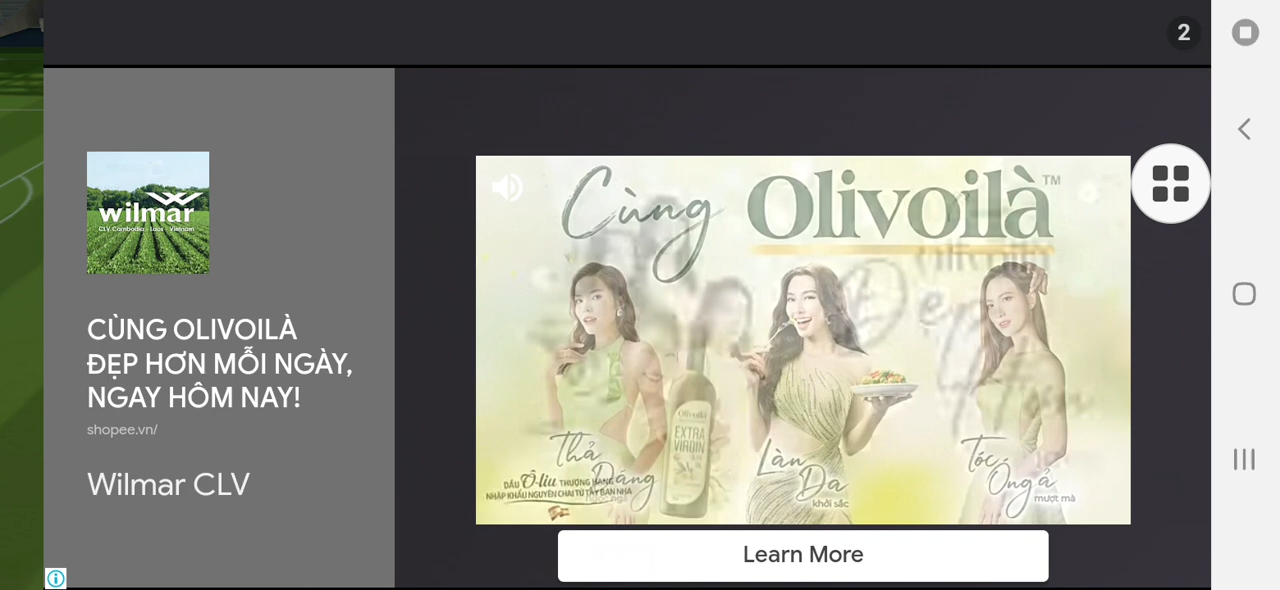 2
wilmar
CLV Cambodia - Laos - Vietnam
CÙNG OLIVOILÀ
ĐẸP HƠN MỖI NGÀY,
NGAY HÔM NAY!
shopee.vn/
Wilmar CLV
Cùng Olivoilà™
Olivoilà
EXTRA
VIRGIN
Thả
Dáng
DẦU Ô-liu THƯỢNG HẠNG
NHẬP KHẨU NGUYÊN CHAI TỪ TÂY BAN NHA
Làn
Da
khởi sắc
Tóc
Óng ả
mượt mà
Learn More